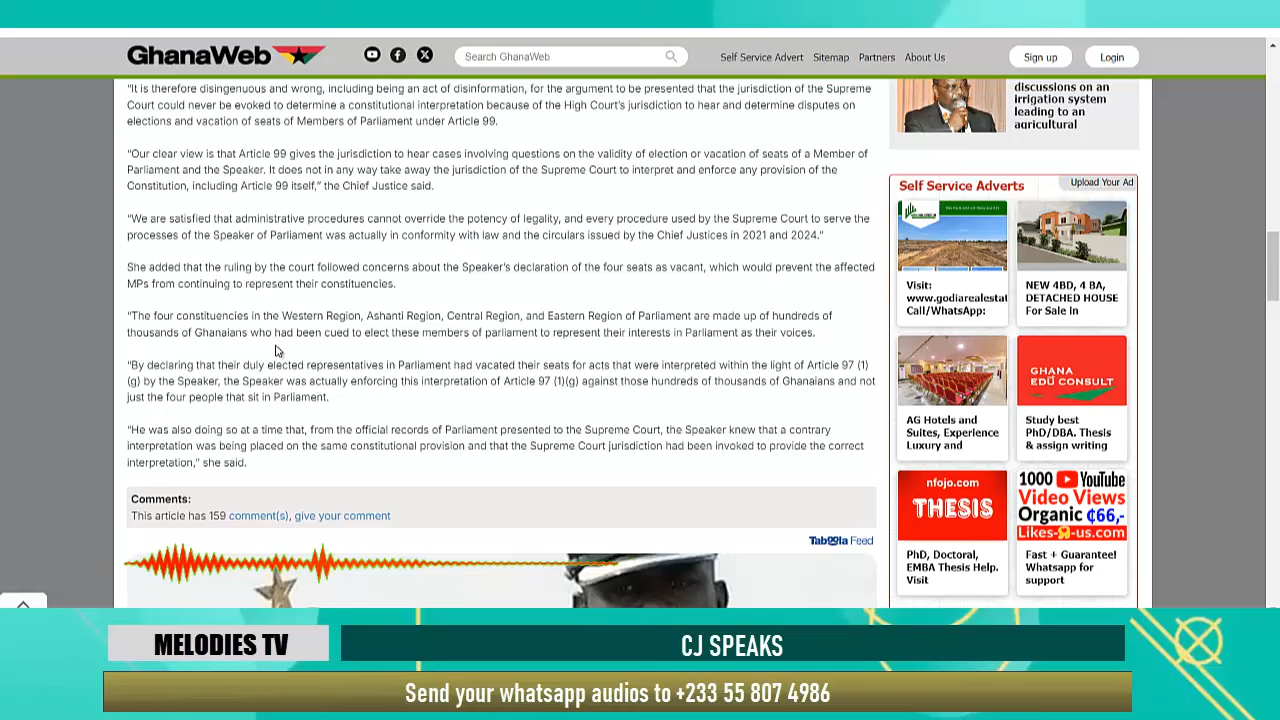 GhanaWeb
Search GhanaWeb
Self Service Advert Sitemap Partners About Us
Sign up
Login
"It is therefore disingenuous and wrong, including being an act of disinformation, for the argument to be presented that the jurisdiction of the Supreme
Court could never be evoked to determine a constitutional interpretation because of the High Court's jurisdiction to hear and determine disputes on
elections and vacation of seats of Members of Parliament under Article 99.
"Our clear view is that Article 99 gives the jurisdiction to hear cases involving questions on the validity of election or vacation of seats of a Member of
Parliament and the Speaker. It does not in any way take away the jurisdiction of the Supreme Court to interpret and enforce any provision of the
Constitution, including Article 99 itself," the Chief Justice said.
"We are satisfied that administrative procedures cannot override the potency of legality, and every procedure used by the Supreme Court to serve the
processes of the Speaker of Parliament was actually in conformity with law and the circulars issued by the Chief Justices in 2021 and 2024."
She added that the ruling by the court followed concerns about the Speaker's declaration of the four seats as vacant, which would prevent the affected
MPs from continuing to represent their constituencies.
"The four constituencies in the Western Region, Ashanti Region, Central Region, and Eastern Region of Parliament are made up of hundreds of
thousands of Ghanaians who had been cued to elect these members of parliament to represent their interests in Parliament as their voices.
"By declaring that their duly elected representatives in Parliament had vacated their seats for acts that were interpreted within the light of Article 97 (1)
(g) by the Speaker, the Speaker was actually enforcing this interpretation of Article 97 (1)(g) against those hundreds of thousands of Ghanaians and not
just the four people that sit in Parliament.
"He was also doing so at a time that, from the official records of Parliament presented to the Supreme Court, the Speaker knew that a contrary
interpretation was being placed on the same constitutional provision and that the Supreme Court jurisdiction had been invoked to provide the correct
interpretation," she said.
Comments:
This article has 159 comment(s), give your comment
Taboola Feed
discussions on an
irrigation system
leading to an
agricultural
Self Service Adverts
Upload Your Ad
Visit:
www.godiarealestat
Call/WhatsApp:
NEW 4BD, 4 BA,
DETACHED HOUSE
For Sale in
AG Hotels and
Suites, Experience
Luxury and
GHANA
EDU CONSULT
Study best
PhD/DBA. Thesis
& assign writing
nfojo.com
THESIS
PhD, Doctoral,
EMBA Thesis Help.
Visit
1000 YouTube
Video Views
Organic ₵66,-
Likes-us.com
Fast + Guarantee!
Whatsapp for
support
MELODIES TV
CJ SPEAKS
Send your whatsapp audios to +233 55 807 4986